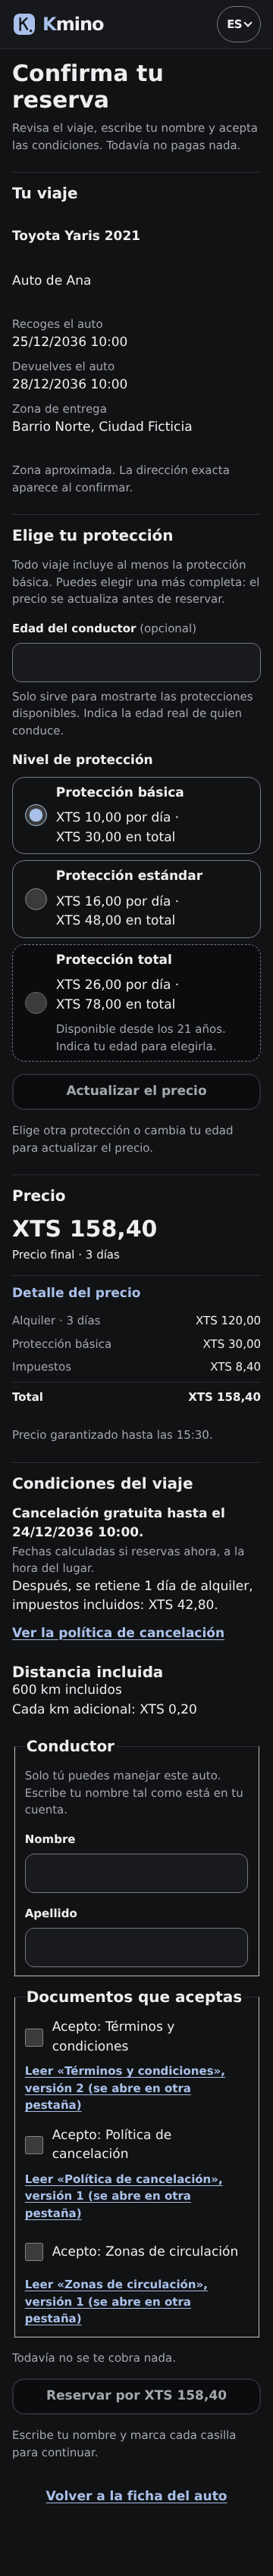 Kmino
ES
Confirma tu
reserva
Revisa el viaje, escribe tu nombre y acepta
las condiciones. Todavía no pagas nada.
Tu viaje
Toyota Yaris 2021
Auto de Ana
Recoges el auto
25/12/2036 10:00
Devuelves el auto
28/12/2036 10:00
Zona de entrega
Barrio Norte, Ciudad Ficticia
Zona aproximada. La dirección exacta
aparece al confirmar.
Elige tu protección
Todo viaje incluye al menos la protección
básica. Puedes elegir una más completa: el
precio se actualiza antes de reservar.
Edad del conductor (opcional)
Solo sirve para mostrarte las protecciones
disponibles. Indica la edad real de quien
conduce.
Nivel de protección
Protección básica
XTS 10,00 por día ·
XTS 30,00 en total
Protección estándar
XTS 16,00 por día ·
XTS 48,00 en total
Protección total
XTS 26,00 por día ·
XTS 78,00 en total
Disponible desde los 21 años.
Indica tu edad para elegirla.
Actualizar el precio
Elige otra protección o cambia tu edad
para actualizar el precio.
Precio
XTS 158,40
Precio final · 3 días
Detalle del precio
Alquiler · 3 días XTS 120,00
Protección básica XTS 30,00
Impuestos XTS 8,40
Total XTS 158,40
Precio garantizado hasta las 15:30.
Condiciones del viaje
Cancelación gratuita hasta el
24/12/2036 10:00.
Fechas calculadas si reservas ahora, a la
hora del lugar.
Después, se retiene 1 día de alquiler,
impuestos incluidos: XTS 42,80.
Ver la política de cancelación
Distancia incluida
600 km incluidos
Cada km adicional: XTS 0,20
Conductor
Solo tú puedes manejar este auto.
Escribe tu nombre tal como está en tu
cuenta.
Nombre
Apellido
Documentos que aceptas
Acepto: Términos y
condiciones
Leer «Términos y condiciones»,
versión 2 (se abre en otra
pestaña)
Acepto: Política de
cancelación
Leer «Política de cancelación»,
versión 1 (se abre en otra
pestaña)
Acepto: Zonas de circulación
Leer «Zonas de circulación»,
versión 1 (se abre en otra
pestaña)
Todavía no se te cobra nada.
Reservar por XTS 158,40
Escribe tu nombre y marca cada casilla
para continuar.
Volver a la ficha del auto